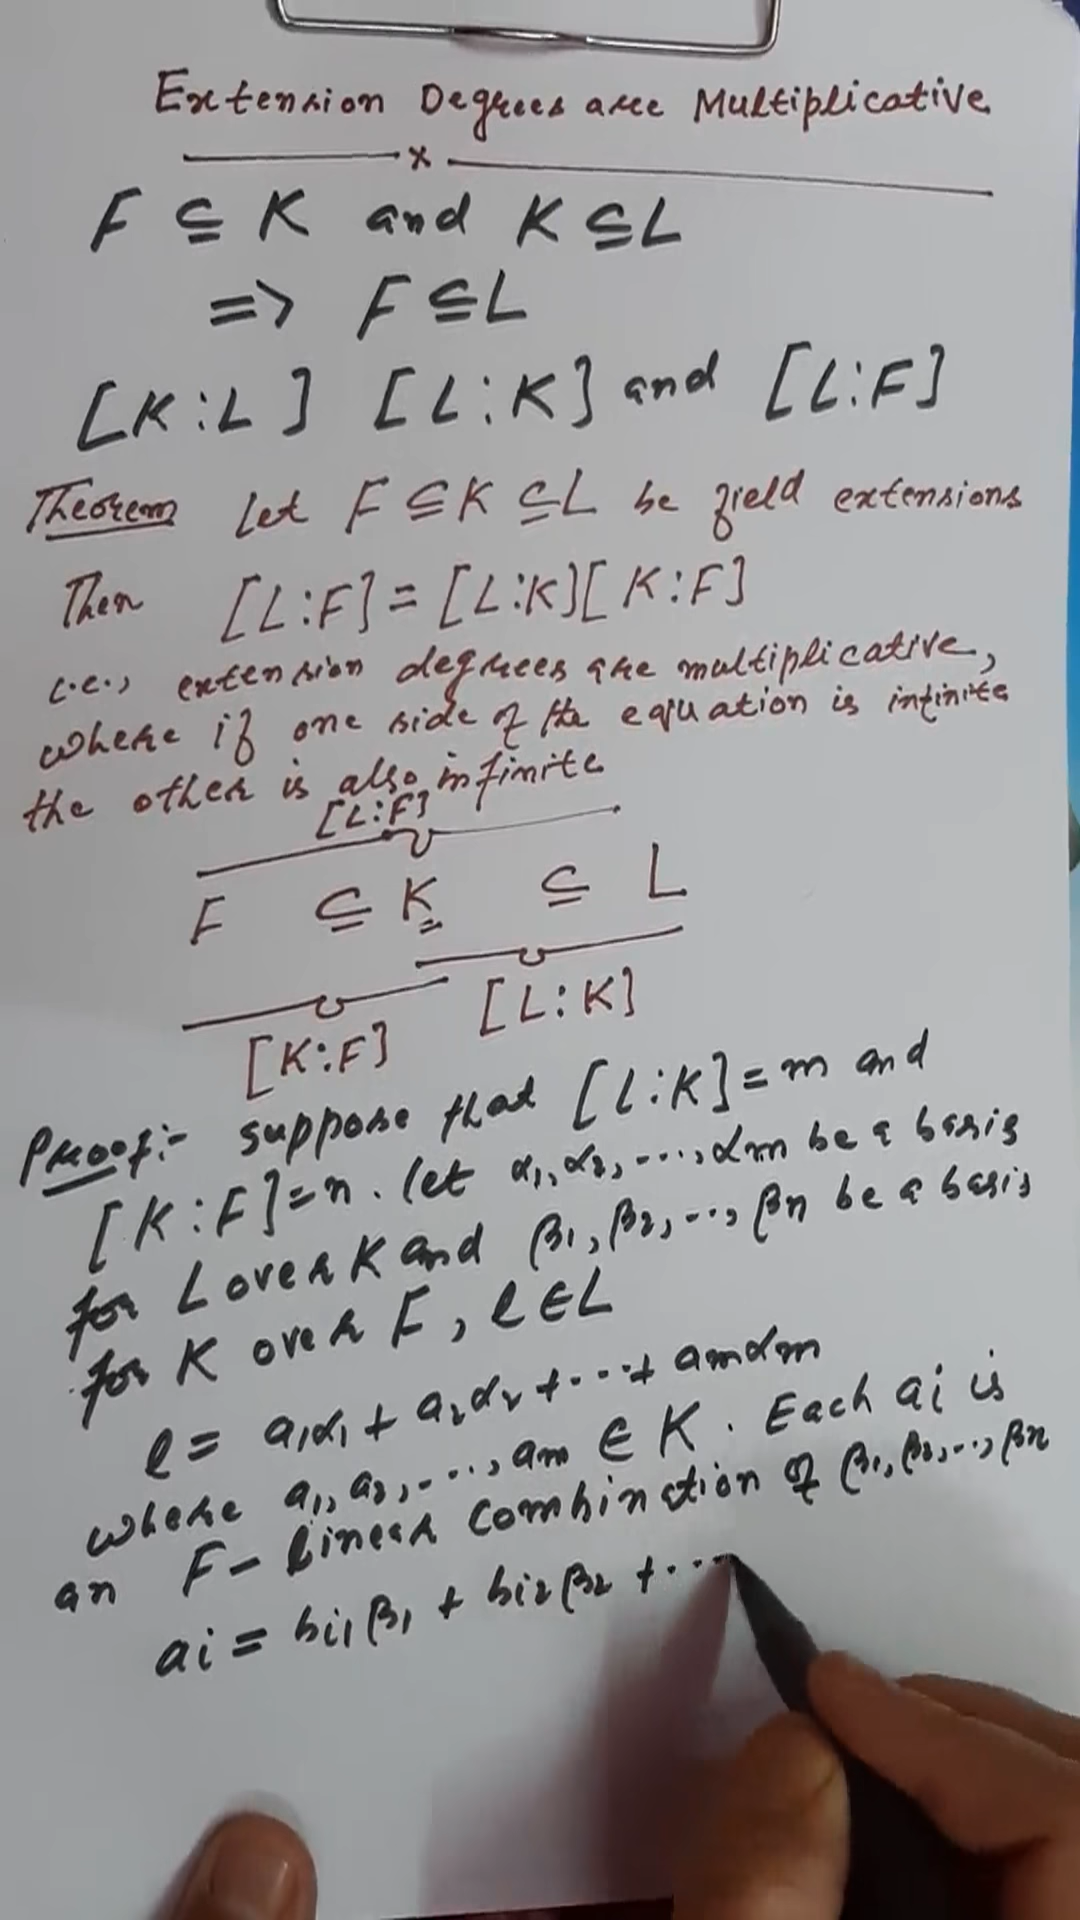 Extension Degrees are Multiplicative
x
F ⊆ K and K ⊆ L
=> F ⊆ L
[K:L] [L:K] and [L:F]
Theorem Let F ⊆ K ⊆ L be field extensions
Then [L:F] = [L:K][K:F]
i.e., extension degrees are multiplicative,
where if one side of the equation is infinite
the other is also infinite
[L:F]
F ⊆ K ⊆ L
[L:K]
[K:F]
Proof:- suppose that [L:K]=m and
[K:F]=n. let α1, α2, ..., αm be a basis
for L over K and β1, β2, ..., βn be a basis
for K over F, l ∈ L
l = a1α1 + a2α2 + ... + amαm
where a1, a2, ..., am ∈ K. Each ai is
an F- linear combination of β1, β2, ..., βn
ai = bi1β1 + bi2β2 + ...